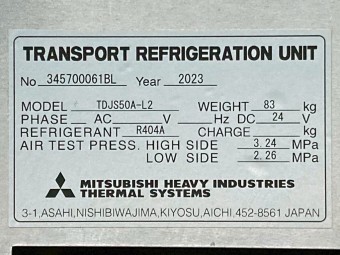 TRANSPORT REFRIGERATION UNIT
No 345700061BL Year 2023
MODEL TDJS50A-L2 WEIGHT 83 kg
PHASE AC V Hz DC 24 V
REFRIGERANT R404A CHARGE kg
AIR TEST PRESS. HIGH SIDE 3.24 MPa
LOW SIDE 2.26 MPa
MITSUBISHI HEAVY INDUSTRIES
THERMAL SYSTEMS
3-1,ASAHI,NISHIBIWAJIMA,KIYOSU,AICHI.452-8561 JAPAN